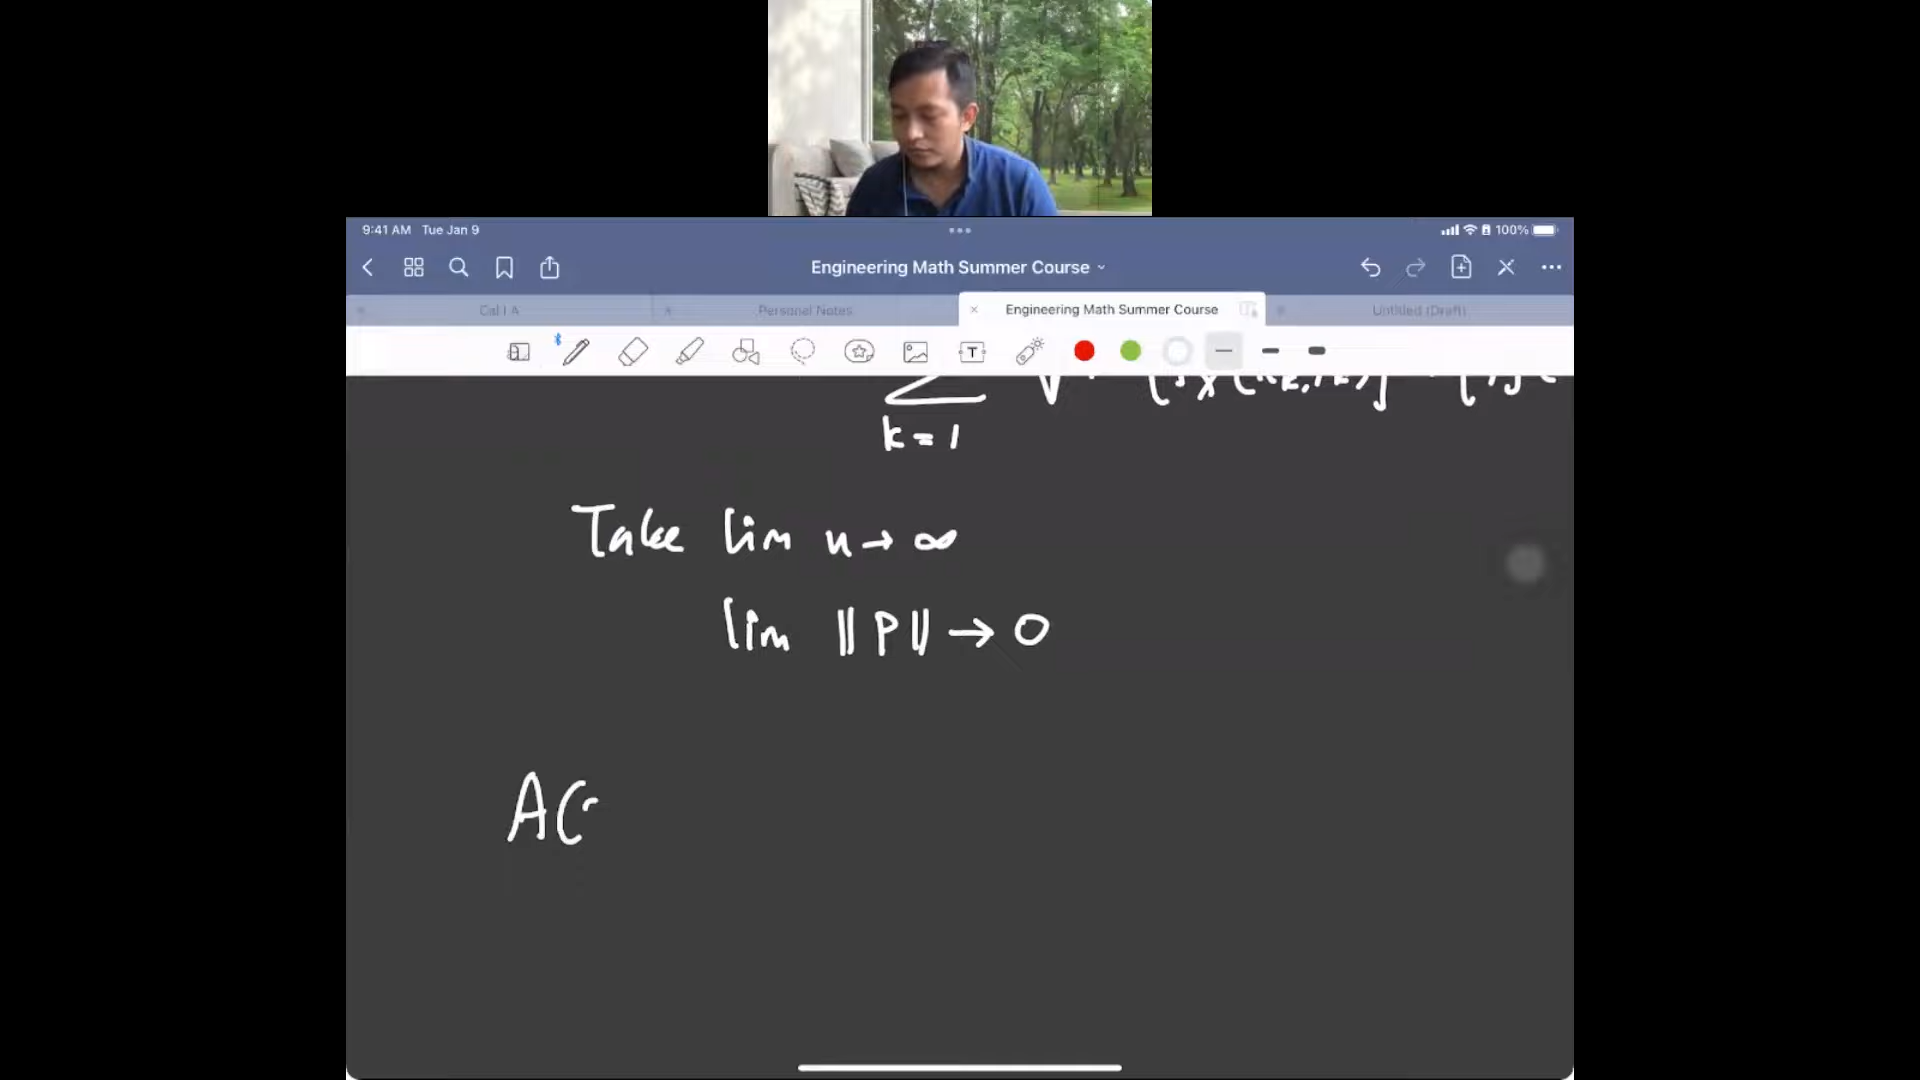 9:41 AM Tue Jan 9
100%
Engineering Math Summer Course
Cal I A
Personal Notes
Engineering Math Summer Course
Untitled (Draft)
T
k = 1
Take lim n → ∞
lim ||P|| → 0
A(